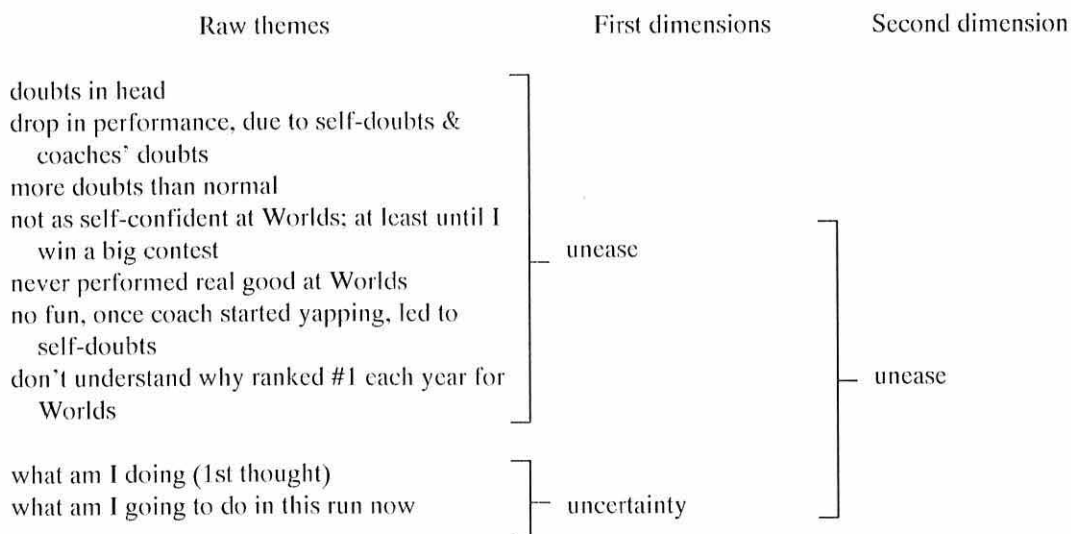 Raw themes First dimensions Second dimension
doubts in head
drop in performance, due to self-doubts &
coaches' doubts
more doubts than normal
not as self-confident at Worlds; at least until I
win a big contest
unease
never performed real good at Worlds
no fun, once coach started yapping, led to
self-doubts
don't understand why ranked #1 each year for
Worlds
unease
what am I doing (1st thought)
what am I going to do in this run now
uncertainty